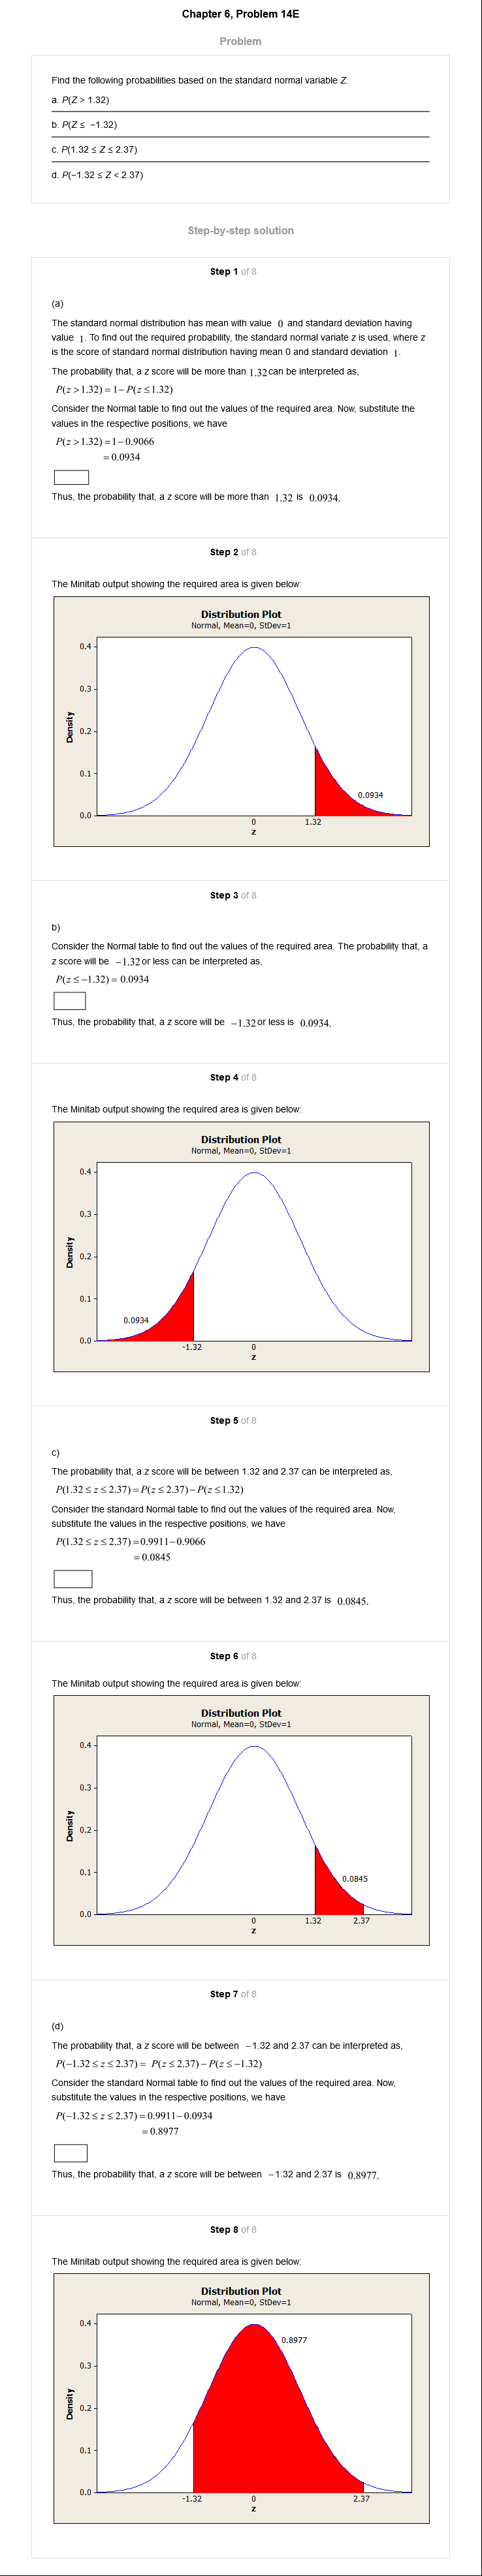 Chapter 6, Problem 14E
Problem
Find the following probabilities based on the standard normal variable Z.
a. P(Z > 1.32)
b. P(Z ≤ −1.32)
c. P(1.32 ≤ Z ≤ 2.37)
d. P(−1.32 ≤ Z < 2.37)
Step-by-step solution
Step 1 of 8
(a)
The standard normal distribution has mean with value 0 and standard deviation having
value 1. To find out the required probability, the standard normal variate z is used, where z
is the score of standard normal distribution having mean 0 and standard deviation 1.
The probability that, a z score will be more than 1.32 can be interpreted as,
P(z > 1.32) = 1 − P(z ≤ 1.32)
Consider the Normal table to find out the values of the required area. Now, substitute the
values in the respective positions, we have
P(z > 1.32) = 1 − 0.9066
= 0.0934
Thus, the probability that, a z score will be more than 1.32 is 0.0934.
Step 2 of 8
The Minitab output showing the required area is given below:
Distribution Plot
Normal, Mean=0, StDev=1
0.4
0.3
0.2
0.1
0.0
Density
0.0934
0
1.32
z
Step 3 of 8
b)
Consider the Normal table to find out the values of the required area. The probability that, a
z score will be −1.32 or less can be interpreted as,
P(z ≤ −1.32) = 0.0934
Thus, the probability that, a z score will be −1.32 or less is 0.0934.
Step 4 of 8
The Minitab output showing the required area is given below:
Distribution Plot
Normal, Mean=0, StDev=1
0.4
0.3
0.2
0.1
0.0
Density
0.0934
-1.32
0
z
Step 5 of 8
c)
The probability that, a z score will be between 1.32 and 2.37 can be interpreted as,
P(1.32 ≤ z ≤ 2.37) = P(z ≤ 2.37) − P(z ≤ 1.32)
Consider the standard Normal table to find out the values of the required area. Now,
substitute the values in the respective positions, we have
P(1.32 ≤ z ≤ 2.37) = 0.9911 − 0.9066
= 0.0845
Thus, the probability that, a z score will be between 1.32 and 2.37 is 0.0845.
Step 6 of 8
The Minitab output showing the required area is given below:
Distribution Plot
Normal, Mean=0, StDev=1
0.4
0.3
0.2
0.1
0.0
Density
0.0845
0
1.32
2.37
z
Step 7 of 8
(d)
The probability that, a z score will be between −1.32 and 2.37 can be interpreted as,
P(−1.32 ≤ z ≤ 2.37) = P(z ≤ 2.37) − P(z ≤ −1.32)
Consider the standard Normal table to find out the values of the required area. Now,
substitute the values in the respective positions, we have
P(−1.32 ≤ z ≤ 2.37) = 0.9911 − 0.0934
= 0.8977
Thus, the probability that, a z score will be between −1.32 and 2.37 is 0.8977.
Step 8 of 8
The Minitab output showing the required area is given below:
Distribution Plot
Normal, Mean=0, StDev=1
0.4
0.3
0.2
0.1
0.0
Density
0.8977
-1.32
0
2.37
z